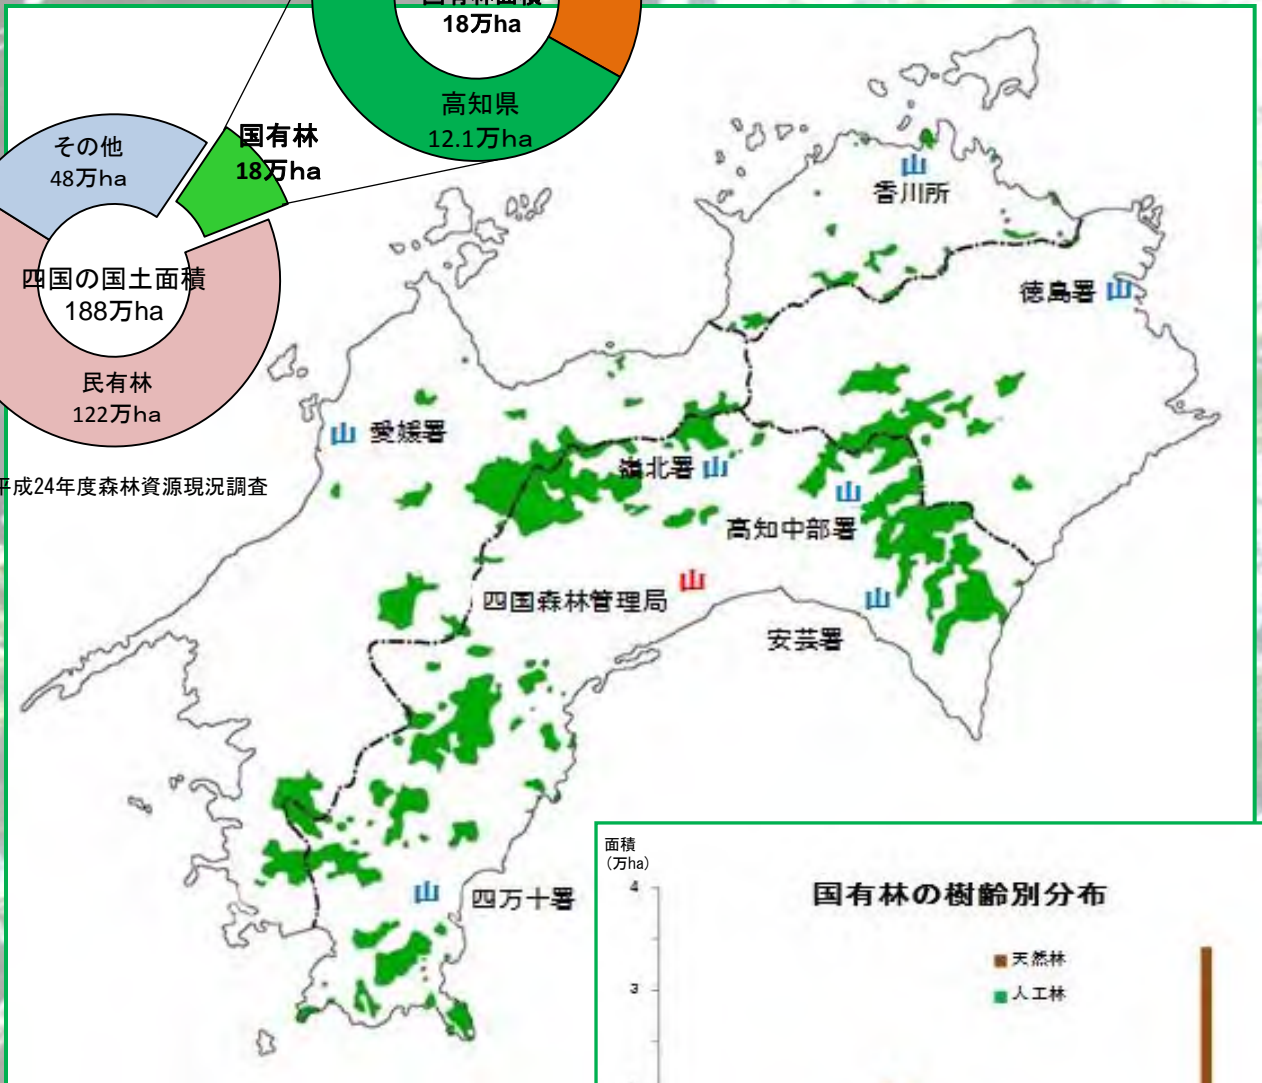 国有林面積
18万ha
高知県
12.1万ha
その他
48万ha
国有林
18万ha
四国の国土面積
188万ha
民有林
122万ha
平成24年度森林資源現況調査
香川所
徳島署
愛媛署
嶺北署
高知中部署
四国森林管理局
安芸署
四万十署
面積
(万ha)
国有林の樹齢別分布
4
天然林
人工林
3